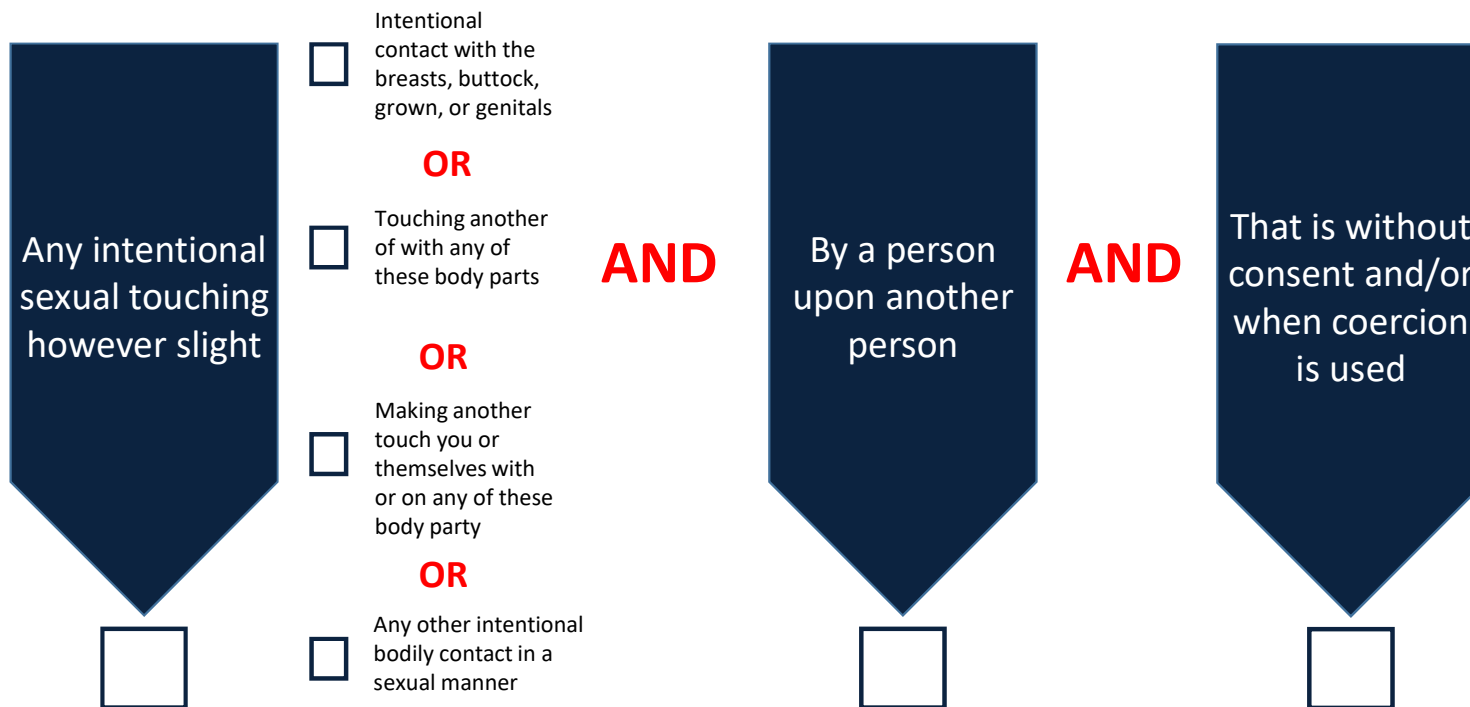 Any intentional
sexual touching
however slight
Intentional
contact with the
breasts, buttock,
grown, or genitals
OR
Touching another
of with any of
these body parts
OR
Making another
touch you or
themselves with
or on any of these
body party
OR
Any other intentional
bodily contact in a
sexual manner
AND
By a person
upon another
person
AND
That is without
consent and/or
when coercion
is used